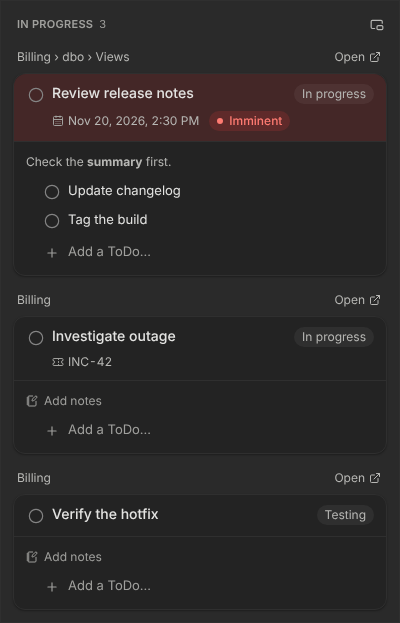 IN PROGRESS 3
Billing › dbo › Views Open
Review release notes In progress
Nov 20, 2026, 2:30 PM Imminent
Check the summary first.
Update changelog
Tag the build
Add a ToDo...
Billing Open
Investigate outage In progress
INC-42
Add notes
Add a ToDo...
Billing Open
Verify the hotfix Testing
Add notes
Add a ToDo...